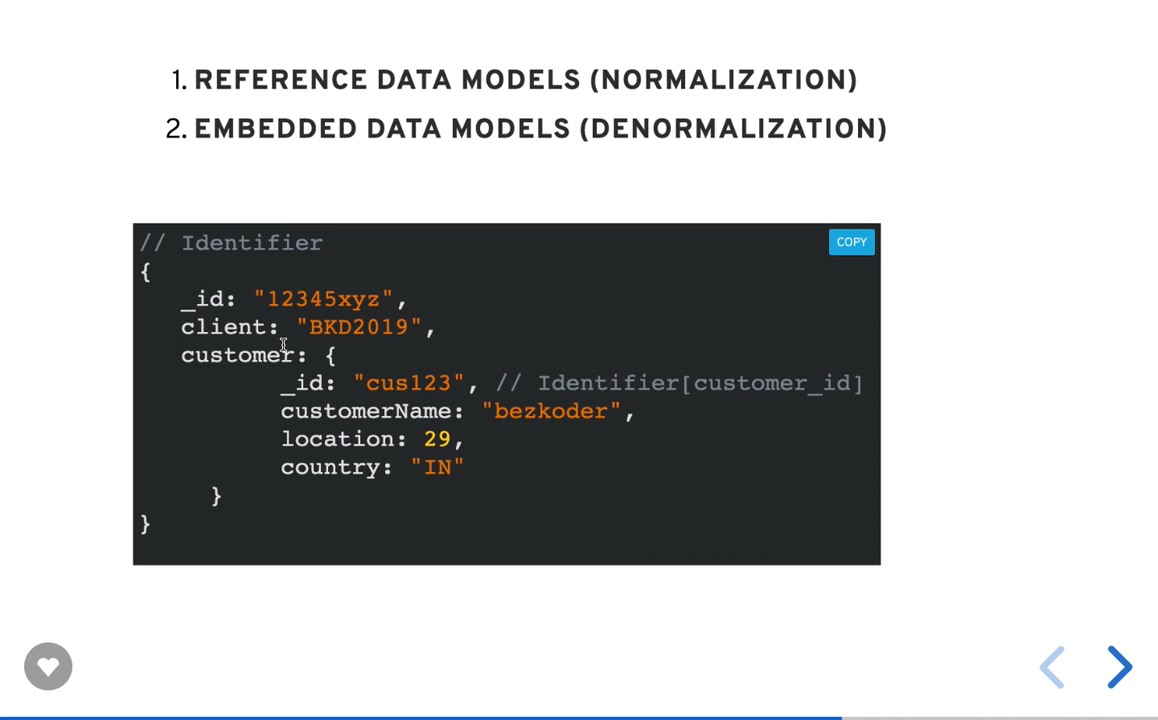 1. REFERENCE DATA MODELS (NORMALIZATION)
2. EMBEDDED DATA MODELS (DENORMALIZATION)
// Identifier
COPY
{
_id: "12345xyz",
client: "BKD2019",
customer: {
_id: "cus123", // Identifier[customer_id]
customerName: "bezkoder",
location: 29,
country: "IN"
}
}